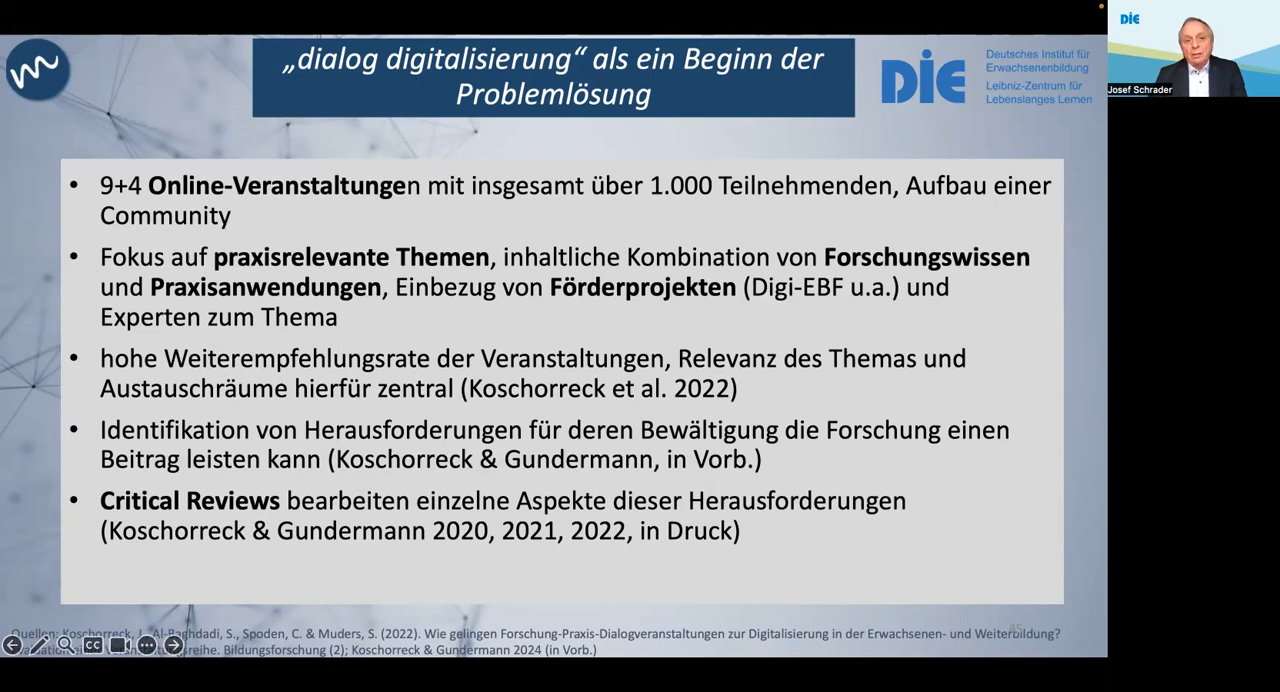 „dialog digitalisierung“ als ein Beginn der
Problemlösung
DIE
Deutsches Institut für
Erwachsenenbildung
Leibniz-Zentrum für
Lebenslanges Lernen
DIE
Josef Schrader
• 9+4 Online-Veranstaltungen mit insgesamt über 1.000 Teilnehmenden, Aufbau einer
Community
• Fokus auf praxisrelevante Themen, inhaltliche Kombination von Forschungswissen
und Praxisanwendungen, Einbezug von Förderprojekten (Digi-EBF u.a.) und
Experten zum Thema
• hohe Weiterempfehlungsrate der Veranstaltungen, Relevanz des Themas und
Austauschräume hierfür zentral (Koschorreck et al. 2022)
• Identifikation von Herausforderungen für deren Bewältigung die Forschung einen
Beitrag leisten kann (Koschorreck & Gundermann, in Vorb.)
• Critical Reviews bearbeiten einzelne Aspekte dieser Herausforderungen
(Koschorreck & Gundermann 2020, 2021, 2022, in Druck)
45
Quellen: Koschorreck, J., Al-Baghdadi, S., Spoden, C. & Muders, S. (2022). Wie gelingen Forschung-Praxis-Dialogveranstaltungen zur Digitalisierung in der Erwachsenen- und Weiterbildung?
Bildungsforschung (2); Koschorreck & Gundermann 2024 (in Vorb.)
CC